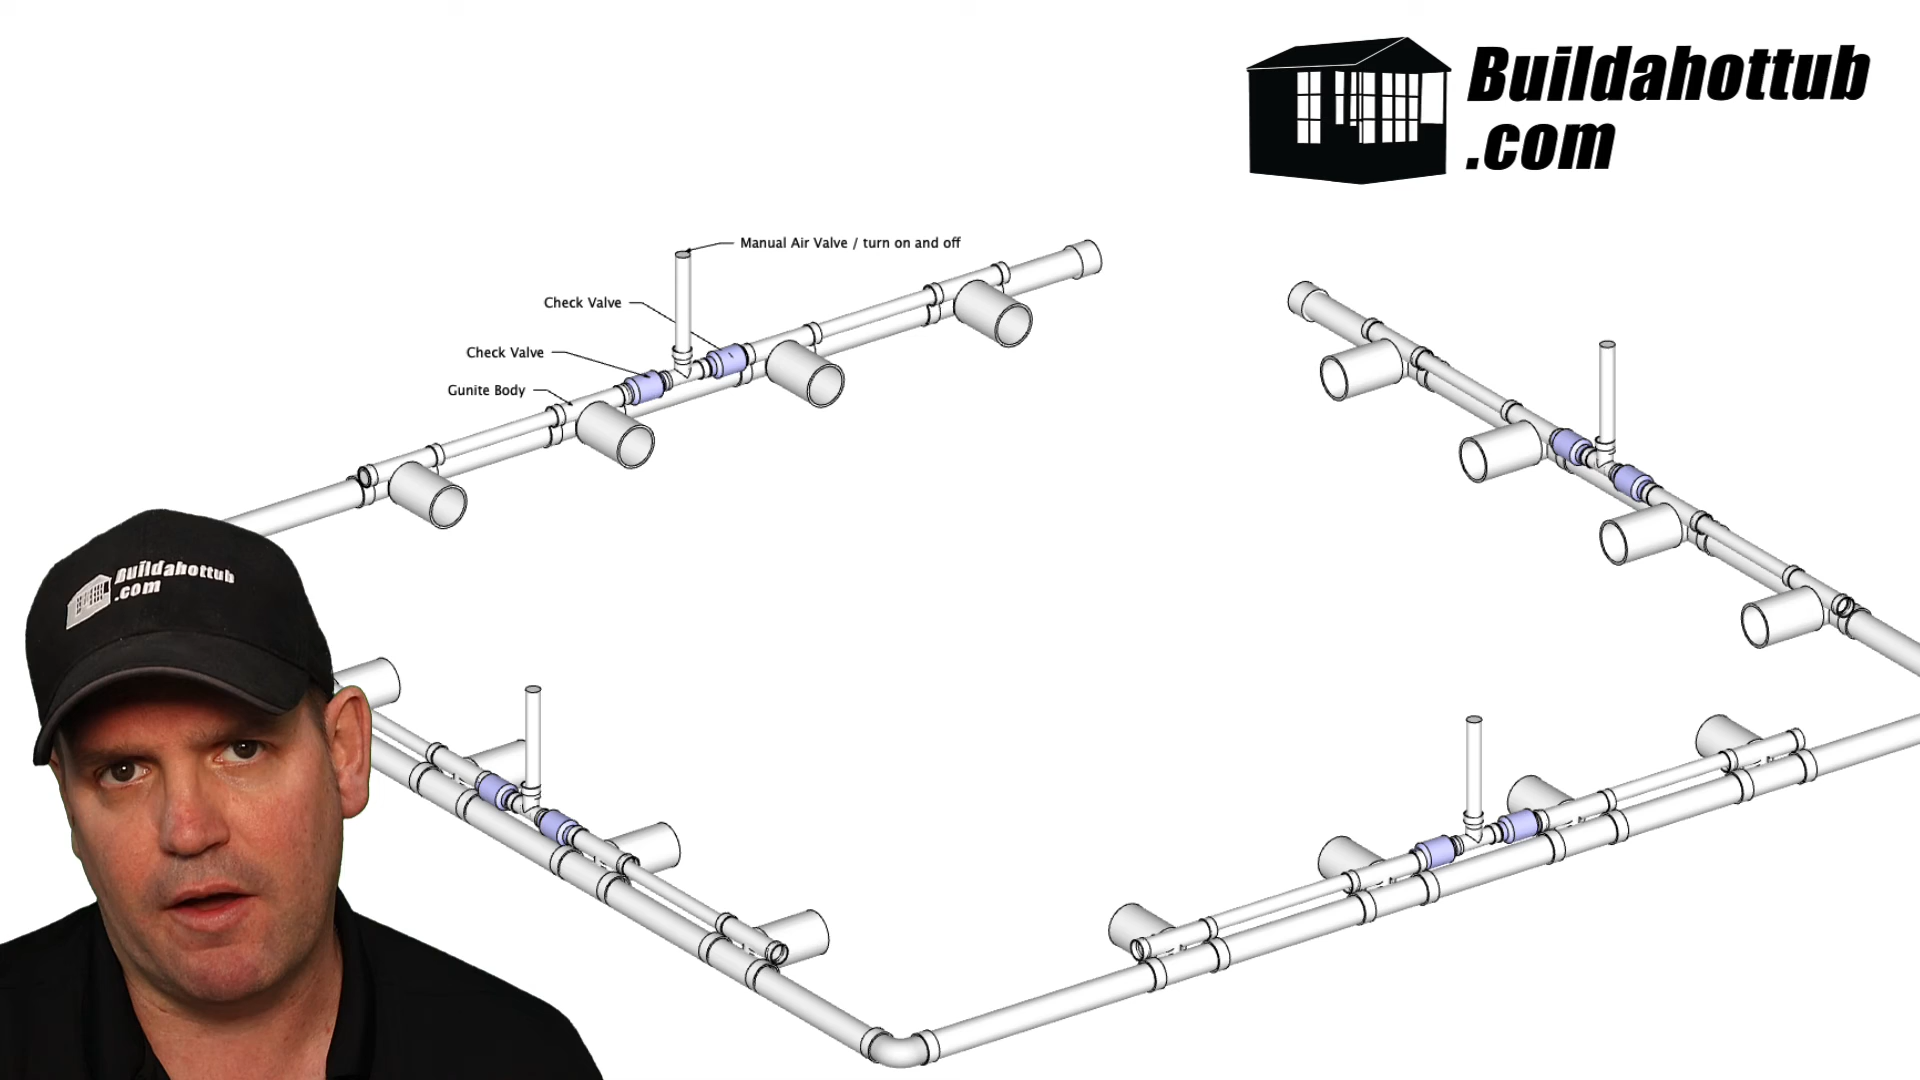 Buildahottub
.com
Manual Air Valve / turn on and off
Check Valve
Check Valve
Gunite Body
Buildahottub
.com